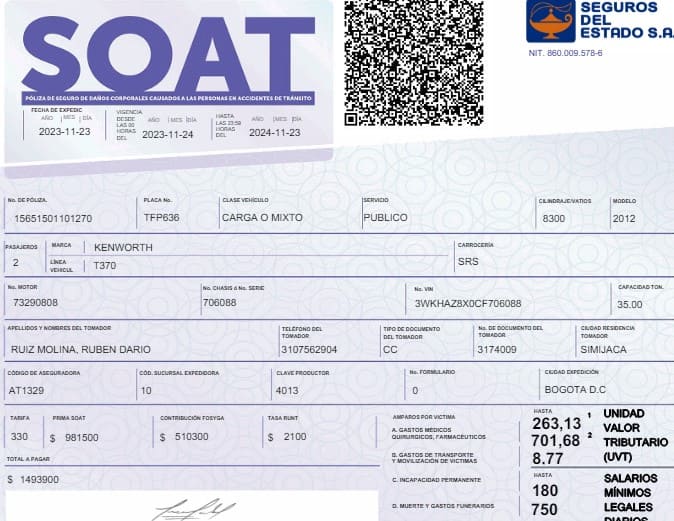 SOAT
SEGUROS
DEL
ESTADO S.A.
NIT. 860.009.578-6
PÓLIZA DE SEGURO DE DAÑOS CORPORALES CAUSADOS A LAS PERSONAS EN ACCIDENTES DE TRÁNSITO
FECHA DE EXPEDIC
AÑO MES DÍA
2023-11-23
VIGENCIA
DESDE
LAS 00
HORAS
DEL
AÑO MES DÍA
2023-11-24
HASTA
LAS 23:59
HORAS
DEL
AÑO MES DÍA
2024-11-23
No. DE PÓLIZA. PLACA No. CLASE VEHÍCULO SERVICIO CILINDRAJE/VATIOS MODELO
15651501101270 TFP636 CARGA O MIXTO PUBLICO 8300 2012
PASAJEROS MARCA KENWORTH CARROCERÍA
2 LÍNEA VEHICUL T370 SRS
No. MOTOR No. CHASIS ó No. SERIE No. VIN CAPACIDAD TON.
73290808 706088 3WKHAZ8X0CF706088 35.00
APELLIDOS Y NOMBRES DEL TOMADOR TELÉFONO DEL TOMADOR TIPO DE DOCUMENTO DEL TOMADOR No. DE DOCUMENTO DEL TOMADOR CIUDAD RESIDENCIA TOMADOR
RUIZ MOLINA, RUBEN DARIO 3107562904 CC 3174009 SIMIJACA
CÓDIGO DE ASEGURADORA CÓD. SUCURSAL EXPEDIDORA CLAVE PRODUCTOR No. FORMULARIO CIUDAD EXPEDICIÓN
AT1329 10 4013 0 BOGOTA D.C
TARIFA PRIMA SOAT CONTRIBUCIÓN FOSYGA TASA RUNT
330 $ 981500 $ 510300 $ 2100
TOTAL A PAGAR
$ 1493900
AMPAROS POR VICTIMA
A. GASTOS MÉDICOS
QUIRURGICOS, FARMACÉUTICOS
B. GASTOS DE TRANSPORTE
Y MOVILIZACIÓN DE VICTIMAS
C. INCAPACIDAD PERMANENTE
D. MUERTE Y GASTOS FUNERARIOS
HASTA
263,13 1
701,68 2
8.77
UNIDAD
VALOR
TRIBUTARIO
(UVT)
HASTA
180
750
SALARIOS
MÍNIMOS
LEGALES
DIARIOS